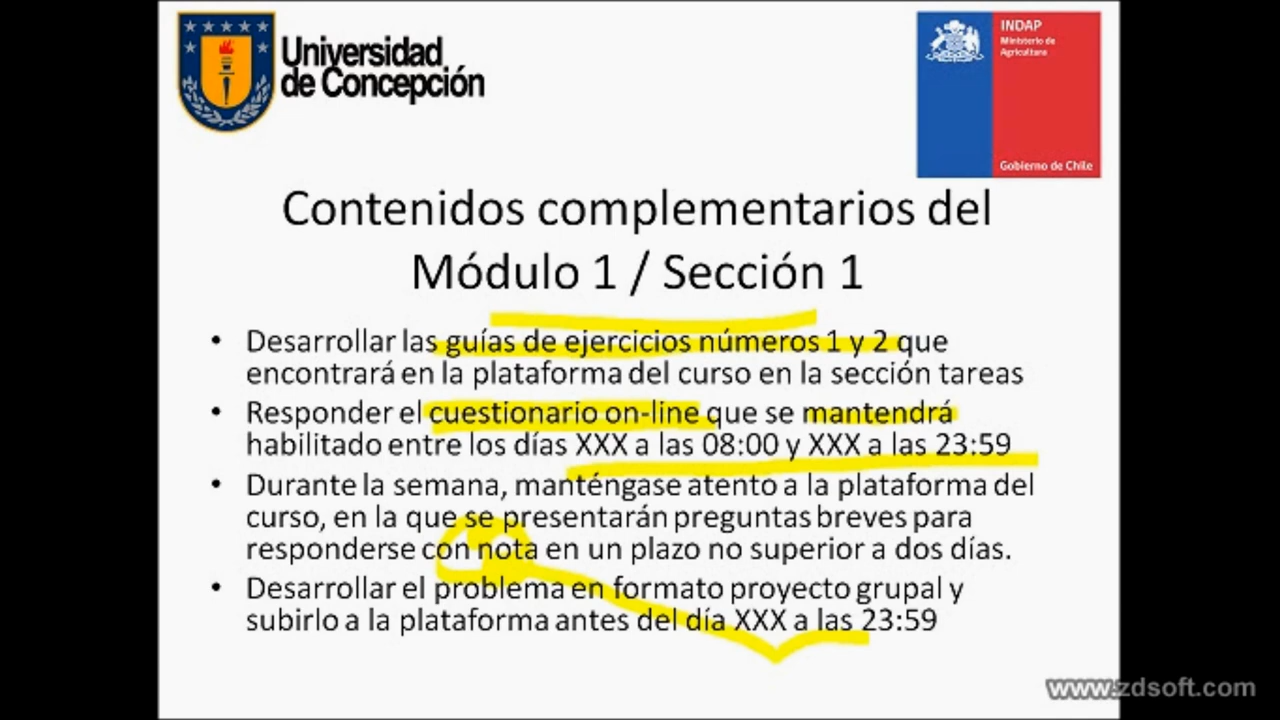 Universidad
de Concepción
INDAP
Ministerio de
Agricultura
Gobierno de Chile
Contenidos complementarios del
Módulo 1 / Sección 1
• Desarrollar las guías de ejercicios números 1 y 2 que
encontrará en la plataforma del curso en la sección tareas
• Responder el cuestionario on-line que se mantendrá
habilitado entre los días XXX a las 08:00 y XXX a las 23:59
• Durante la semana, manténgase atento a la plataforma del
curso, en la que se presentarán preguntas breves para
responderse con nota en un plazo no superior a dos días.
• Desarrollar el problema en formato proyecto grupal y
subirlo a la plataforma antes del día XXX a las 23:59
www.zdsoft.com